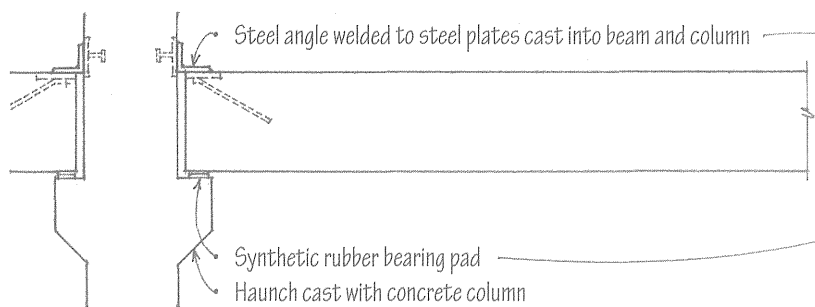 Steel angle welded to steel plates cast into beam and column
Synthetic rubber bearing pad
Haunch cast with concrete column